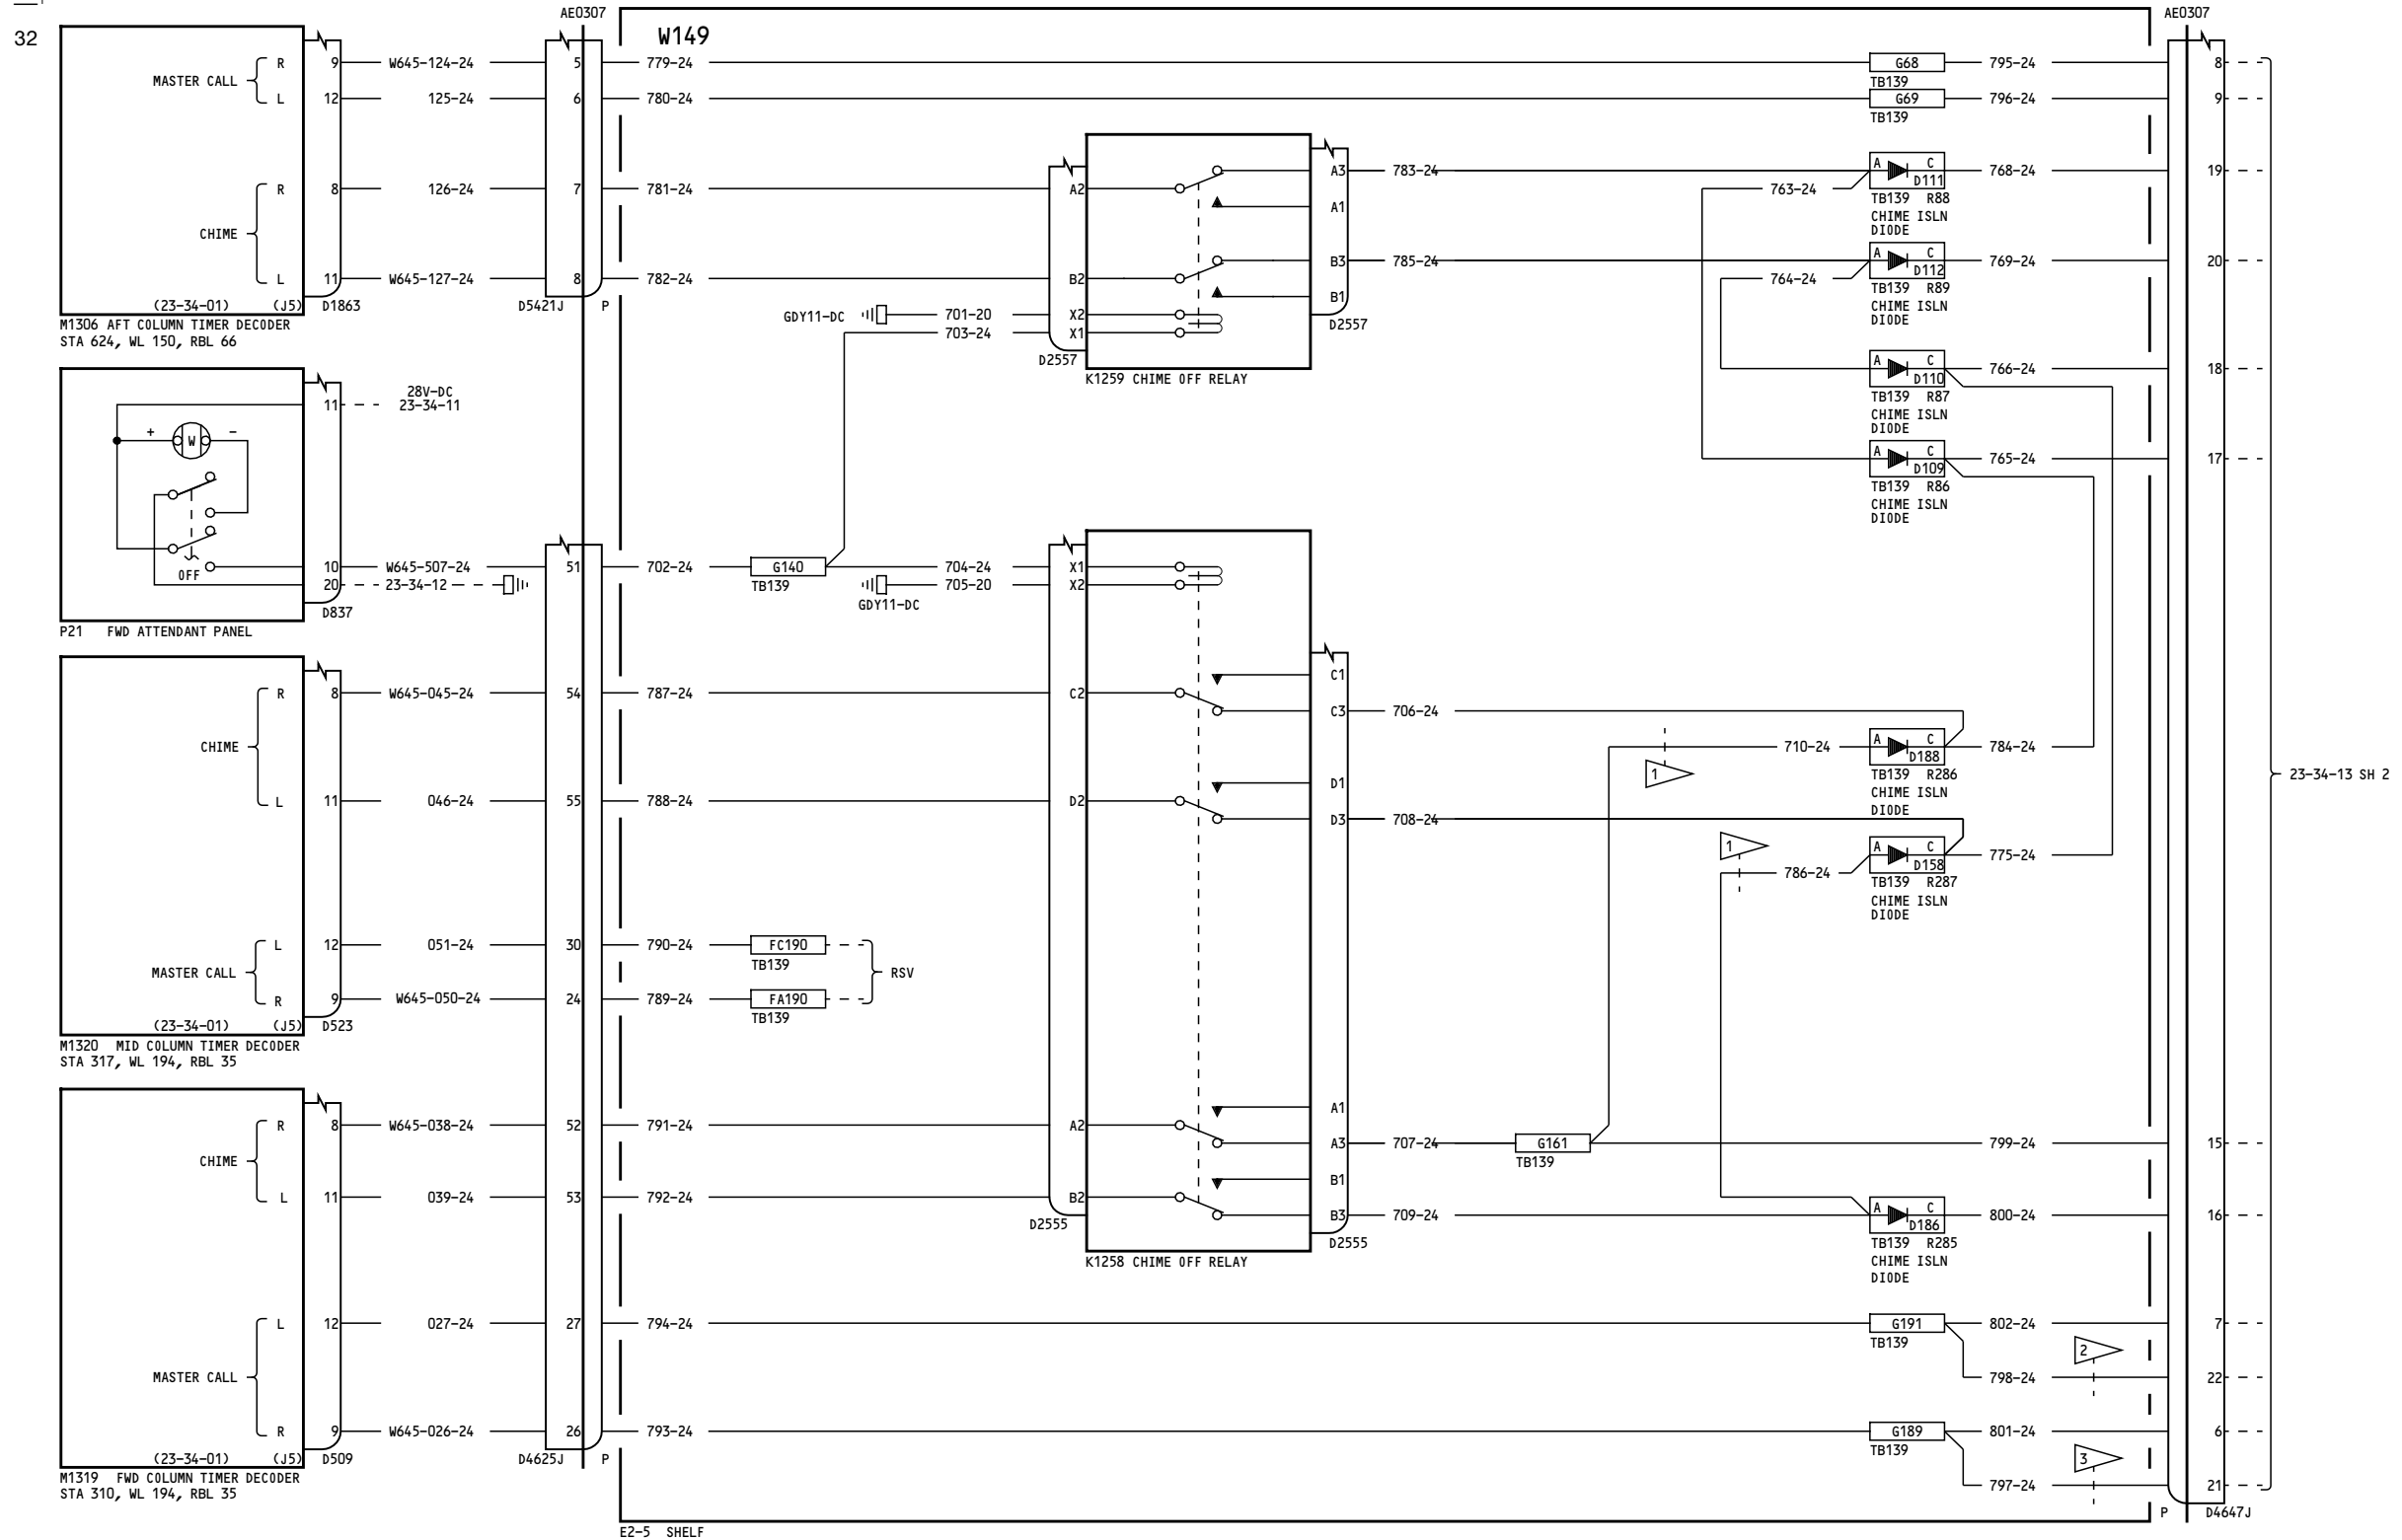 32
AE0307
W149
AE0307
MASTER CALL
R 9 W645-124-24 5 779-24 G68 795-24 8
TB139
L 12 125-24 6 780-24 G69 796-24 9
TB139
A3 783-24 A C D111 768-24 19
CHIME
R 8 126-24 7 781-24 A2 763-24
TB139 R88
CHIME ISLN
DIODE
A1
B3 785-24 A C D112 769-24 20
L 11 W645-127-24 8 782-24 B2 764-24
TB139 R89
CHIME ISLN
DIODE
B1
(23-34-01) (J5) D1863 D5421J P
GDY11-DC 701-20 X2
703-24 X1
D2557
D2557
M1306 AFT COLUMN TIMER DECODER
STA 624, WL 150, RBL 66
K1259 CHIME OFF RELAY
A C D110 766-24 18
TB139 R87
CHIME ISLN
DIODE
28V-DC
11 23-34-11
+ W -
A C D109 765-24 17
TB139 R86
CHIME ISLN
DIODE
OFF
10 W645-507-24 51 702-24 G140 704-24 X1
TB139
20 23-34-12 705-20 X2
GDY11-DC
D837
P21 FWD ATTENDANT PANEL
C1
CHIME
R 8 W645-045-24 54 787-24 C2
C3 706-24
710-24 A C D188 784-24
1
TB139 R286
CHIME ISLN
DIODE
23-34-13 SH 2
D1
L 11 046-24 55 788-24 D2
D3 708-24
1
A C D158 775-24
786-24
TB139 R287
CHIME ISLN
DIODE
MASTER CALL
L 12 051-24 30 790-24 FC190
TB139
RSV
R 9 W645-050-24 24 789-24 FA190
TB139
(23-34-01) (J5) D523
M1320 MID COLUMN TIMER DECODER
STA 317, WL 194, RBL 35
A1
CHIME
R 8 W645-038-24 52 791-24 A2
A3 707-24 G161 799-24 15
TB139
B1
L 11 039-24 53 792-24 B2
B3 709-24 A C D186 800-24 16
D2555
D2555
TB139 R285
CHIME ISLN
DIODE
K1258 CHIME OFF RELAY
MASTER CALL
L 12 027-24 27 794-24 G191 802-24 7
TB139
2
798-24 22
R 9 W645-026-24 26 793-24 G189 801-24 6
TB139
3
(23-34-01) (J5) D509 D4625J P
M1319 FWD COLUMN TIMER DECODER
STA 310, WL 194, RBL 35
797-24 21
P D4647J
E2-5 SHELF